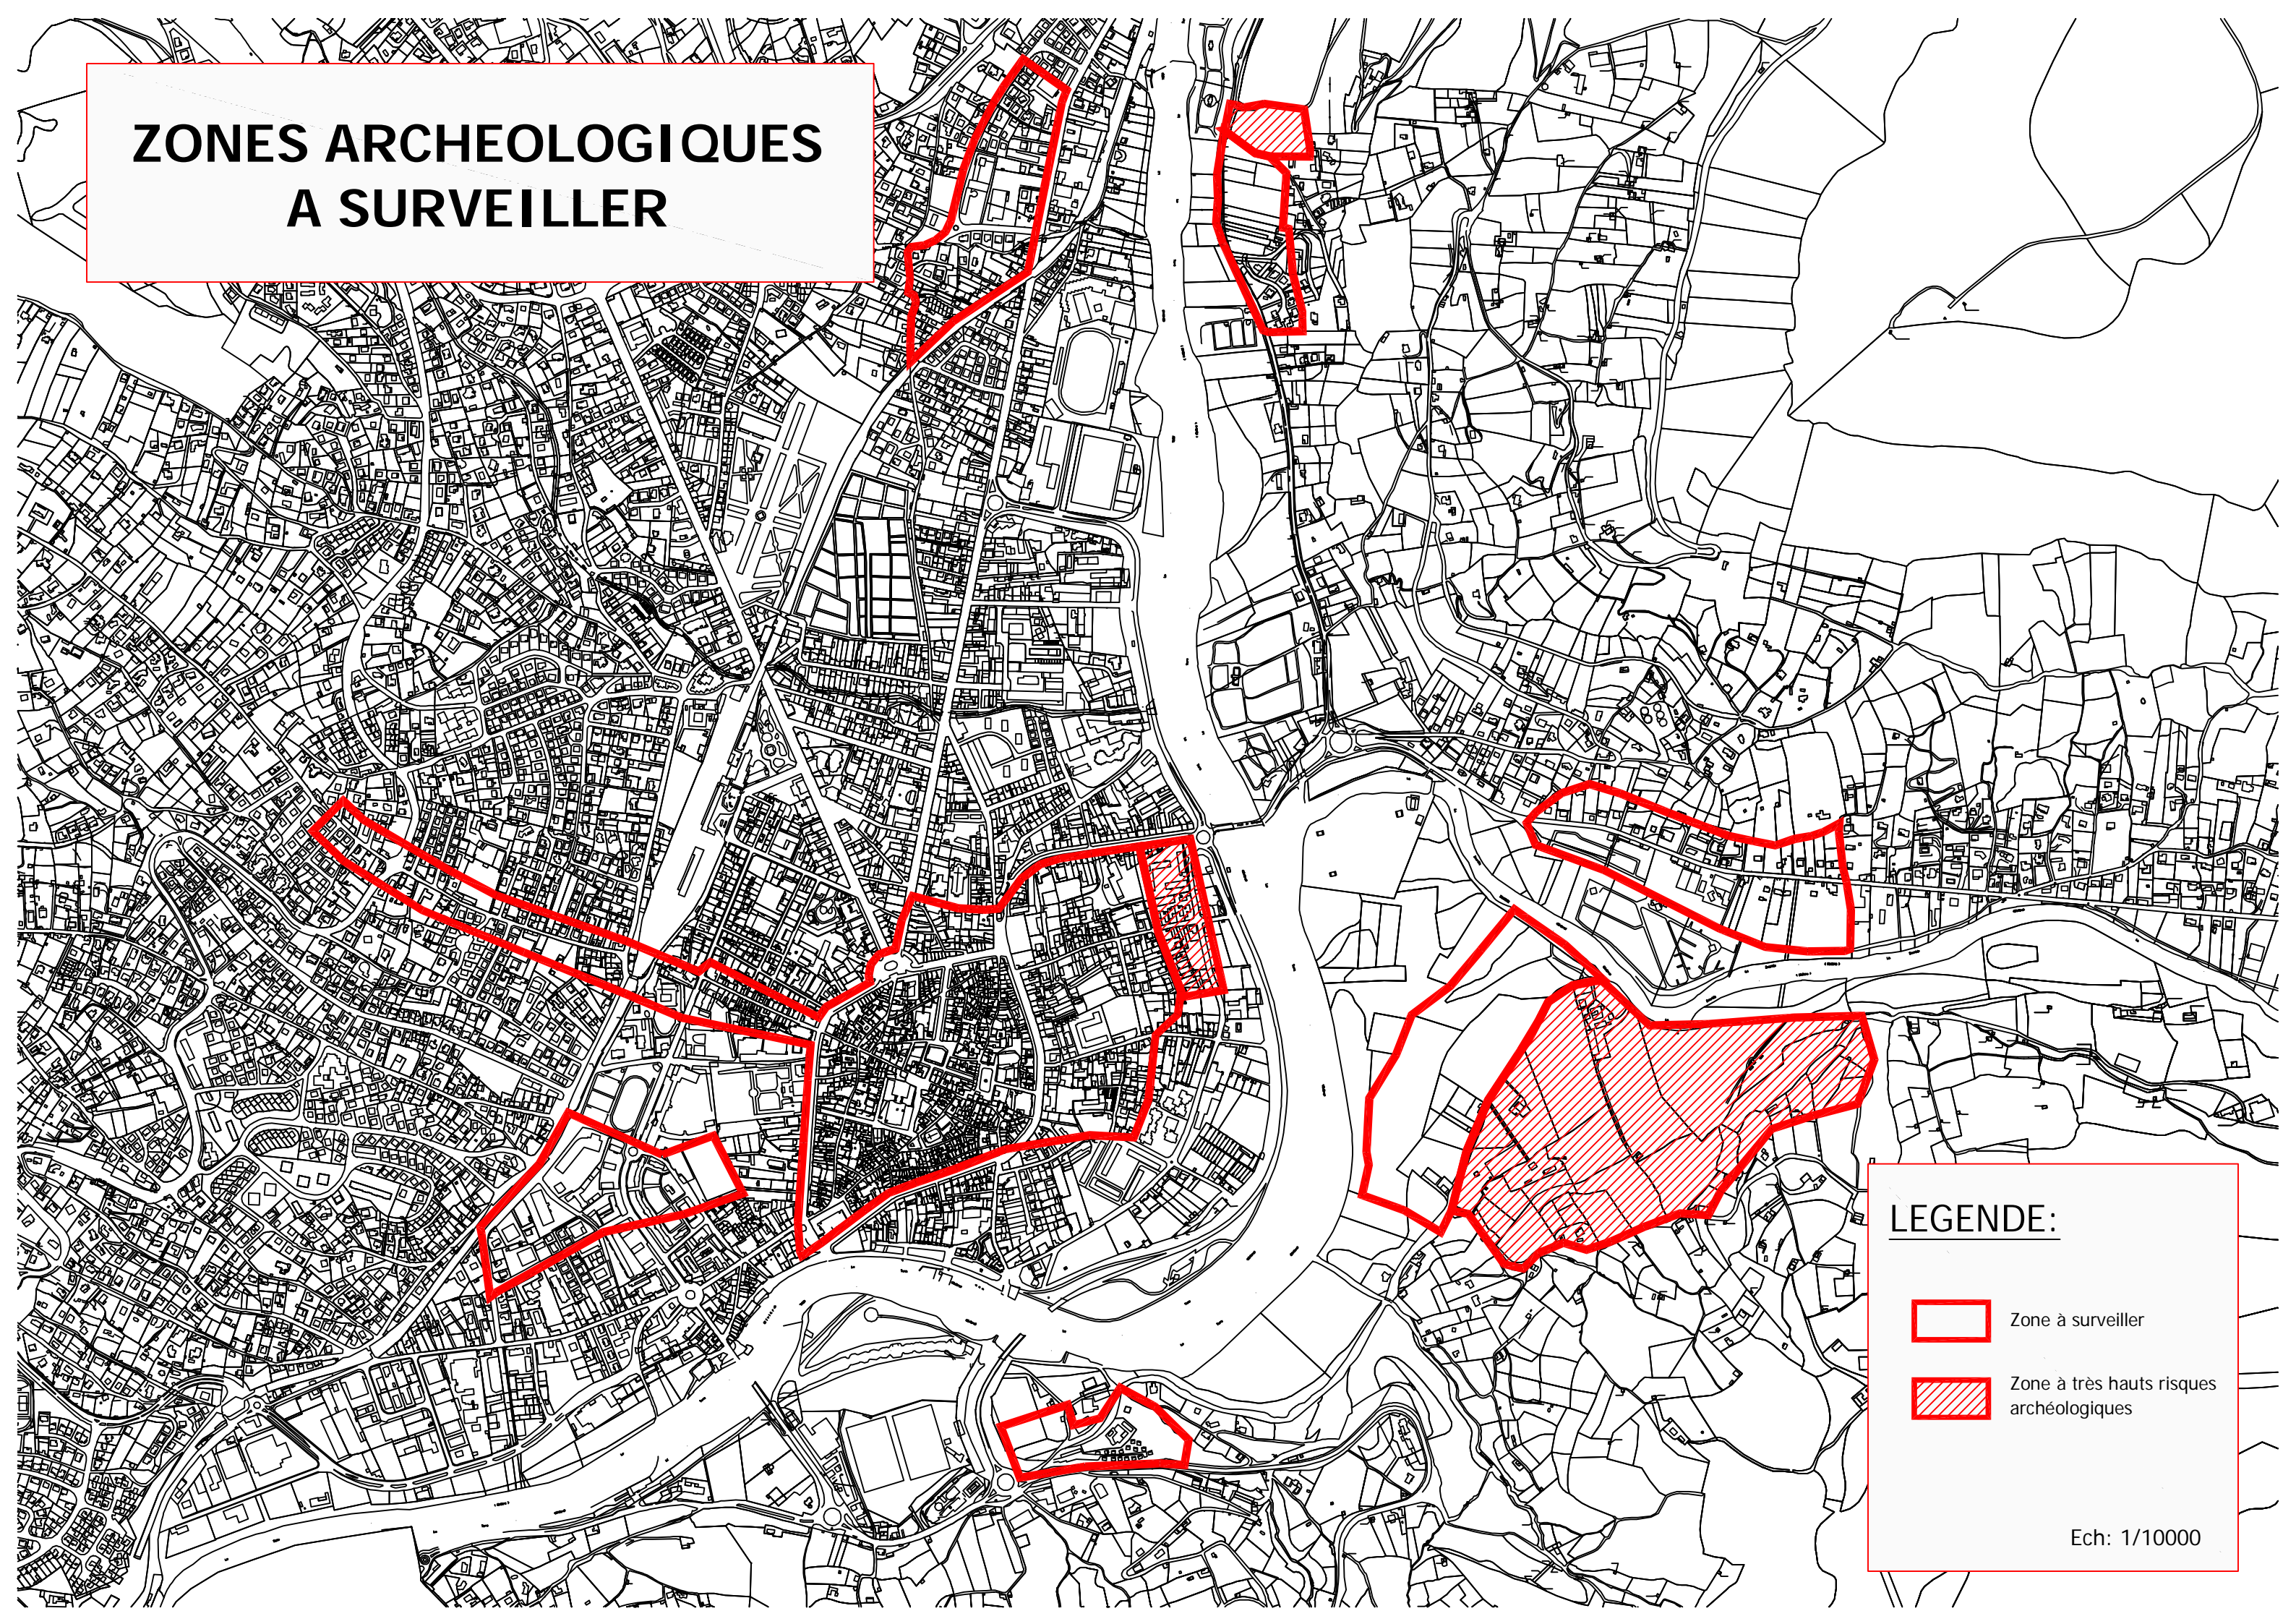 ZONES ARCHEOLOGIQUES
A SURVEILLER
LEGENDE:
Zone à surveiller
Zone à très hauts risques
archéologiques
Ech: 1/10000